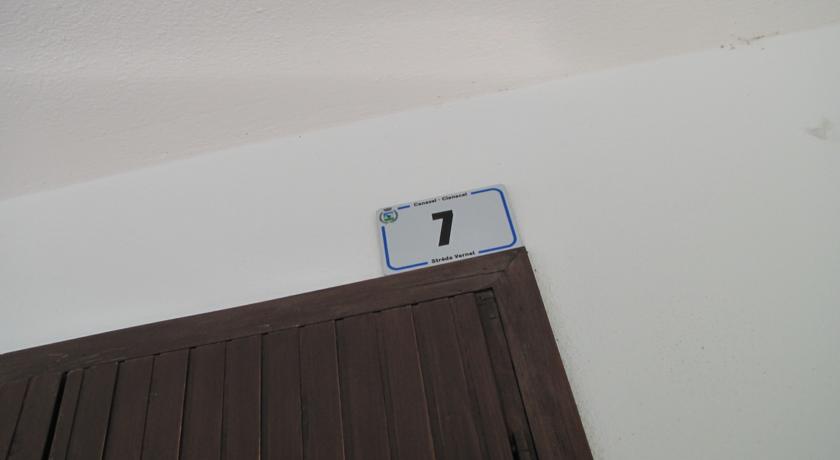 Canazei - Cianacei
7
Strèda Vernel